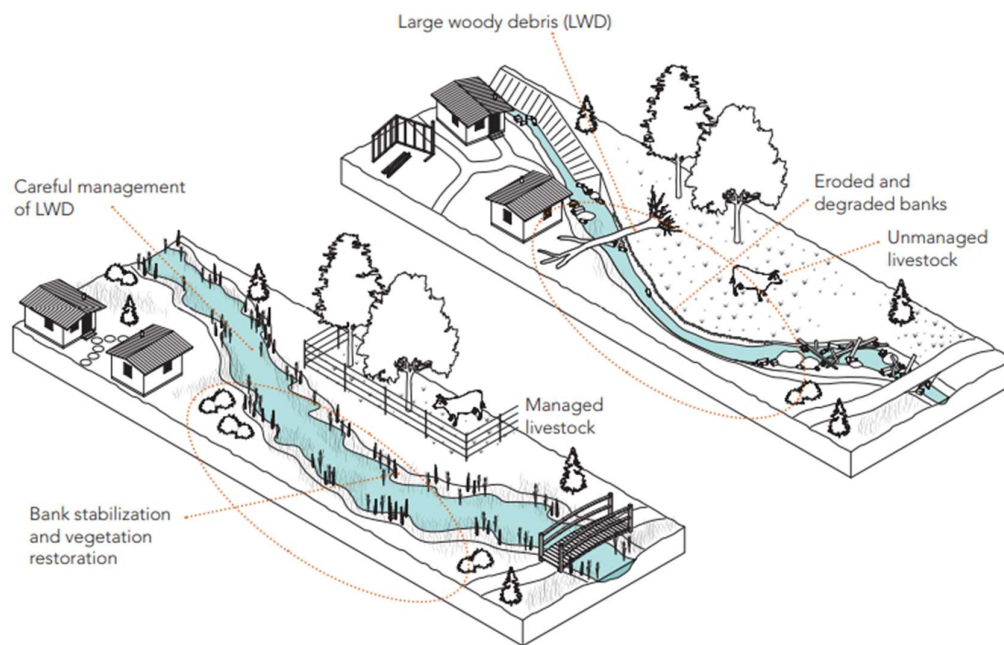 Large woody debris (LWD)
Careful management
of LWD
Eroded and
degraded banks
Unmanaged
livestock
Managed
livestock
Bank stabilization
and vegetation
restoration